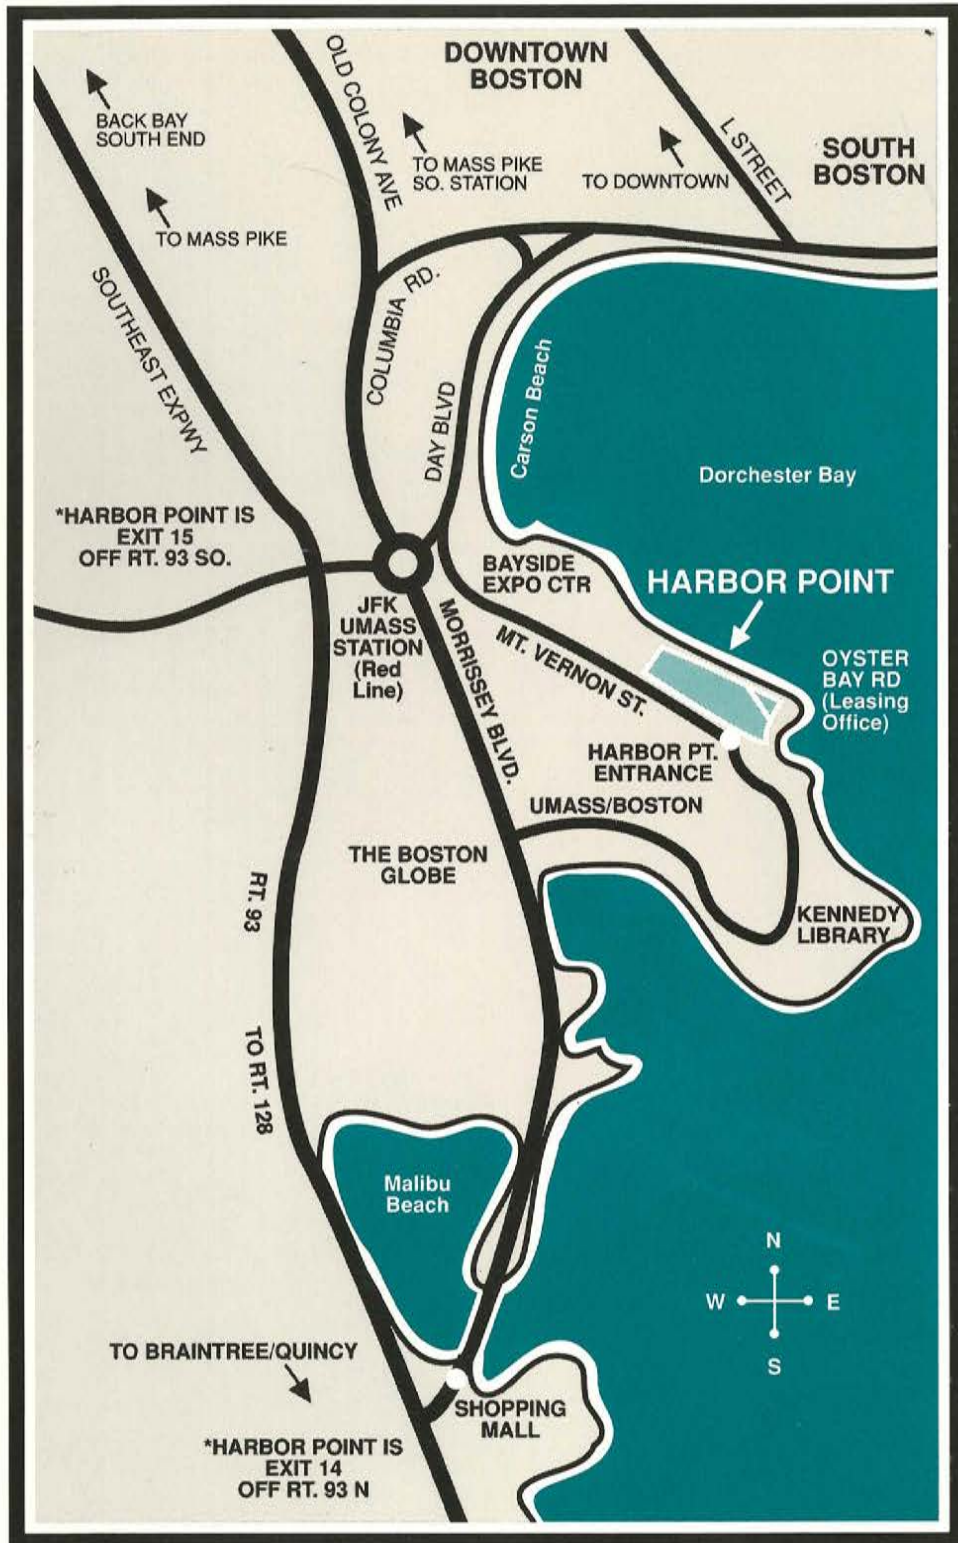 DOWNTOWN
BOSTON
OLD COLONY AVE
BACK BAY
SOUTH END
TO MASS PIKE
SO. STATION
L STREET
SOUTH
BOSTON
TO DOWNTOWN
TO MASS PIKE
SOUTHEAST EXPWY
COLUMBIA RD.
DAY BLVD
Carson Beach
Dorchester Bay
*HARBOR POINT IS
EXIT 15
OFF RT. 93 SO.
BAYSIDE
EXPO CTR
HARBOR POINT
JFK
UMASS
STATION
(Red
Line)
MORRISSEY BLVD.
MT. VERNON ST.
OYSTER
BAY RD
(Leasing
Office)
HARBOR PT.
ENTRANCE
UMASS/BOSTON
THE BOSTON
GLOBE
RT. 93
KENNEDY
LIBRARY
TO RT. 128
Malibu
Beach
N
W
E
S
TO BRAINTREE/QUINCY
SHOPPING
MALL
*HARBOR POINT IS
EXIT 14
OFF RT. 93 N